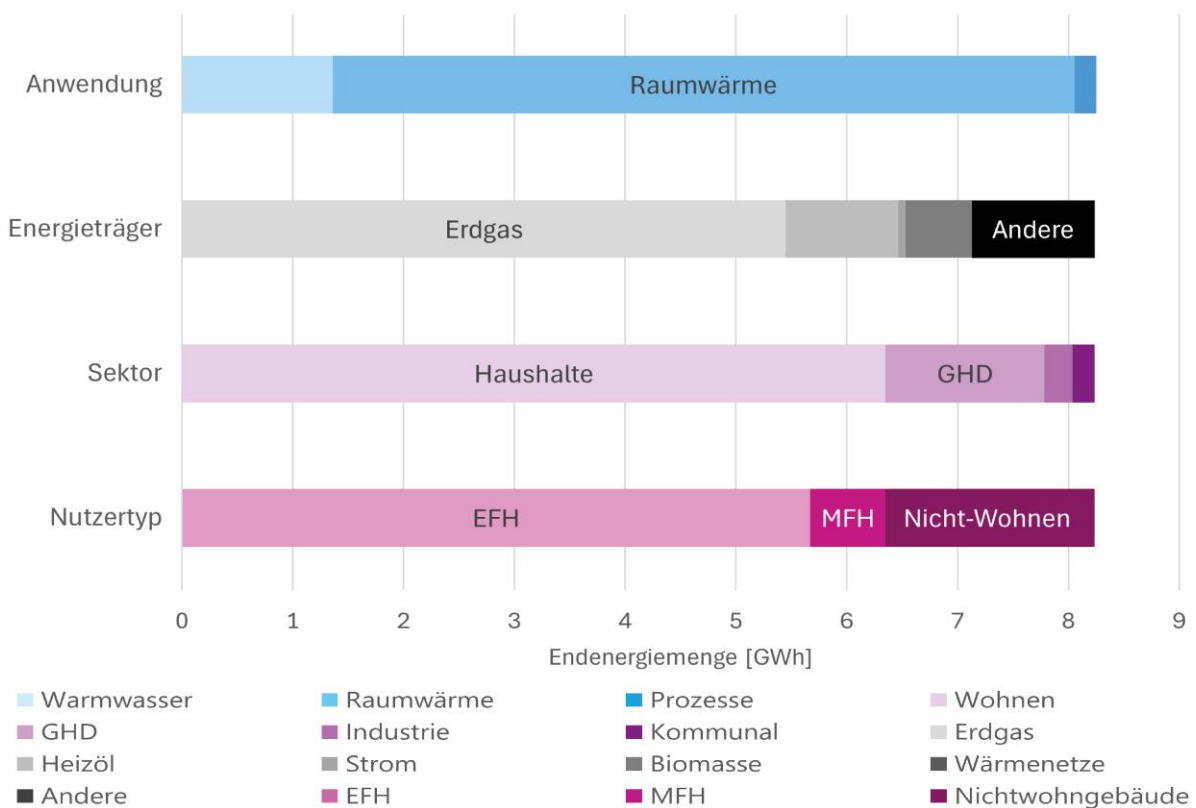 Anwendung
Raumwärme
Energieträger
Erdgas
Andere
Sektor
Haushalte
GHD
Nutzertyp
EFH
MFH
Nicht-Wohnen
0 1 2 3 4 5 6 7 8 9
Endenergiemenge [GWh]
Warmwasser Raumwärme Prozesse Wohnen
GHD Industrie Kommunal Erdgas
Heizöl Strom Biomasse Wärmenetze
Andere EFH MFH Nichtwohngebäude